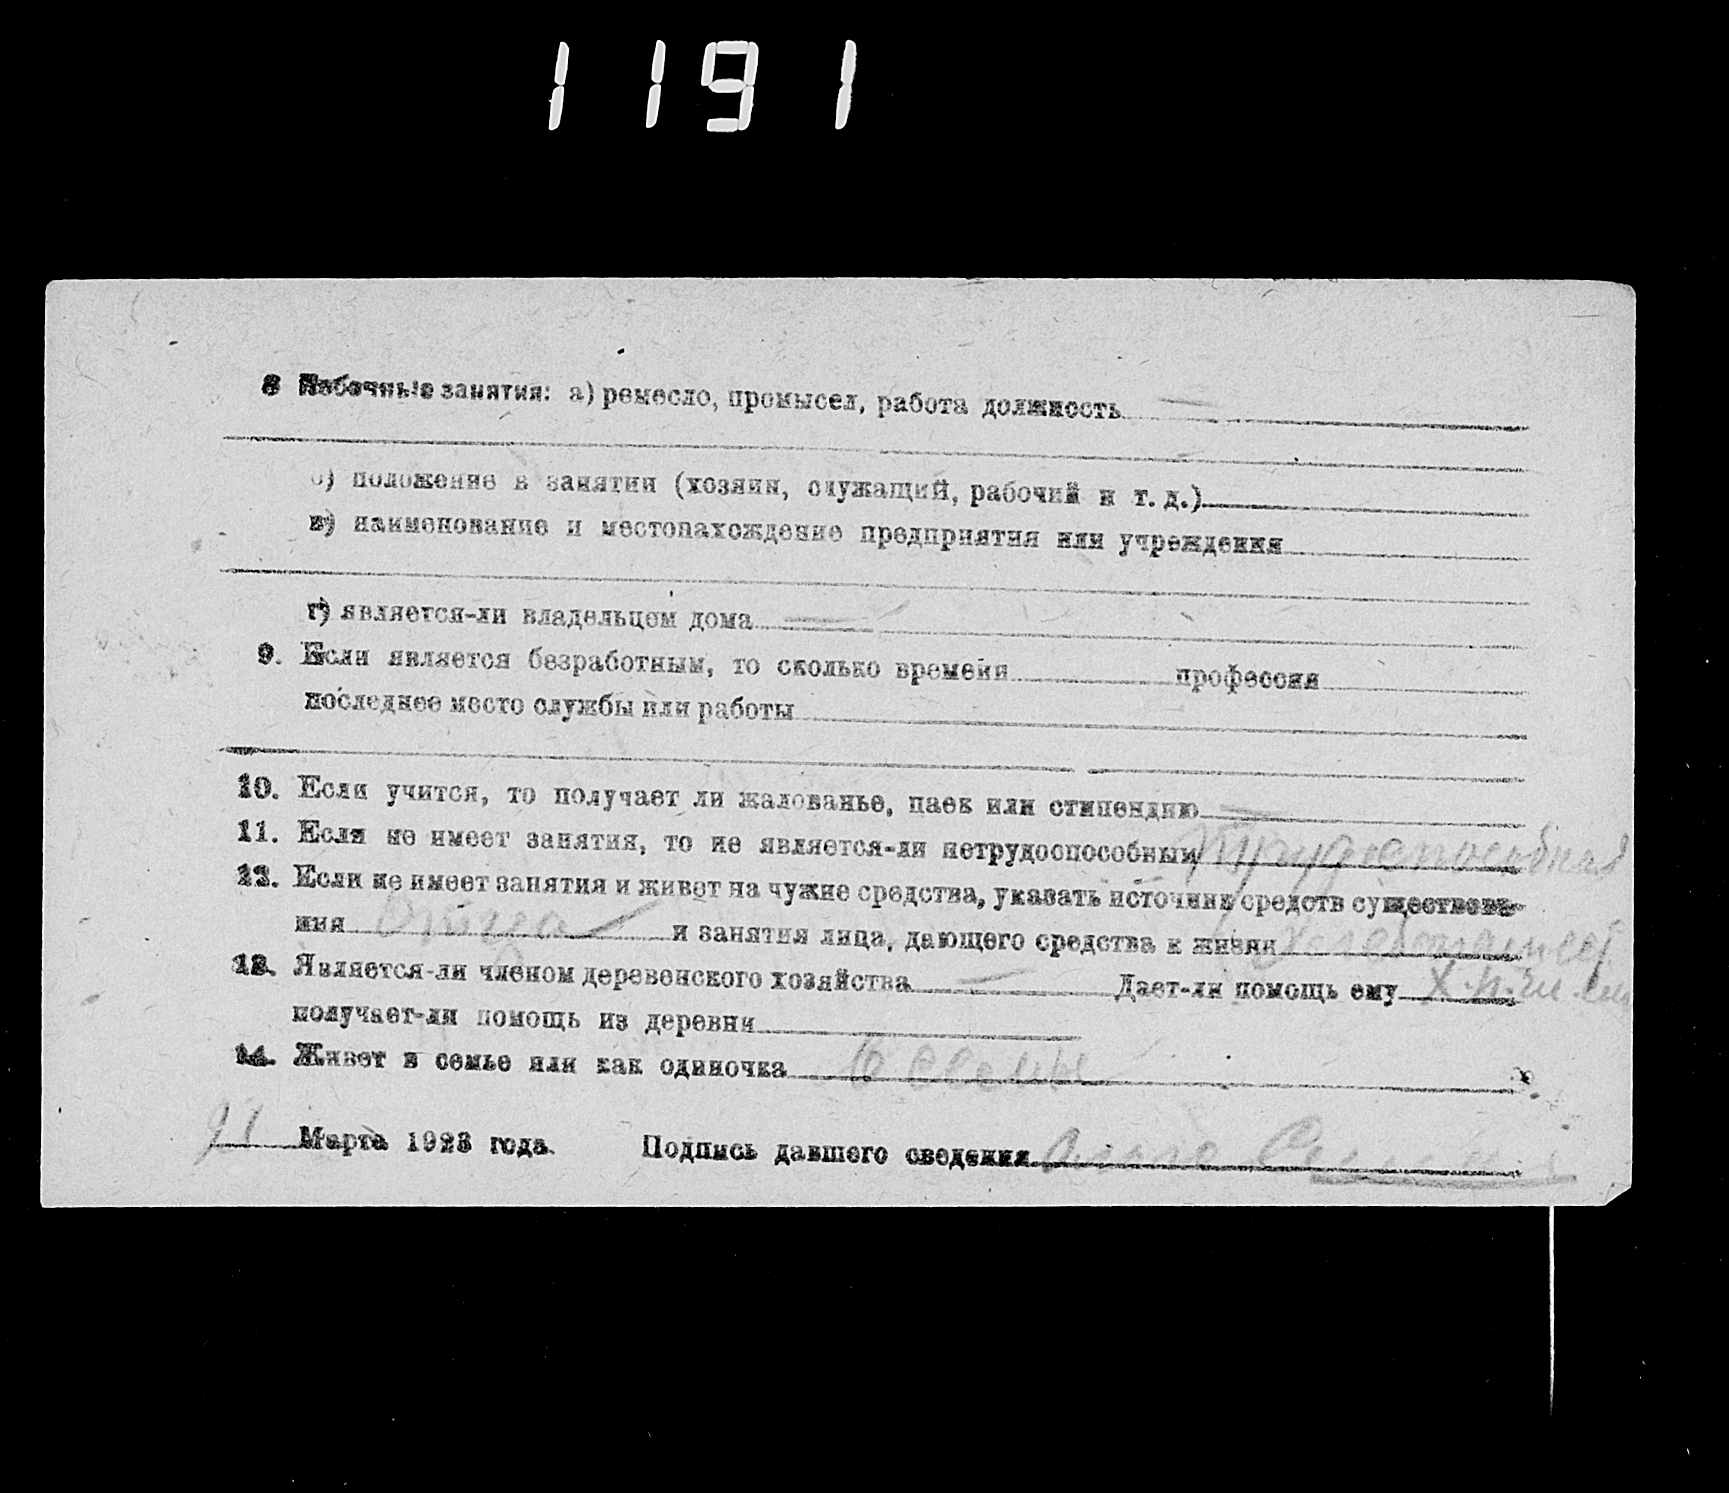 1191
8 Побочные занятия: а) ремесло, промысел, работа должность
б) положение в занятии (хозяин, служащий, рабочий и т. д.)
в) наименование и местонахождение предприятия или учреждения
г) является-ли владельцем дома
9. Если является безработным, то сколько времени профессия
последнее место службы или работы
10. Если учится, то получает ли жалованье, паек или стипендию
11. Если не имеет занятия, то не является-ли нетрудоспособным Трудспособная
12. Если не имеет занятия и живет на чужие средства, указать источник средств существова-
ния отца и занятия лица, дающего средства к жизни
13. Является-ли членом деревенского хозяйства Дает-ли помощь ему
получает-ли помощь из деревни
14. Живет в семье или как одиночка в семье
Марта 1923 года. Подпись давшего сведения